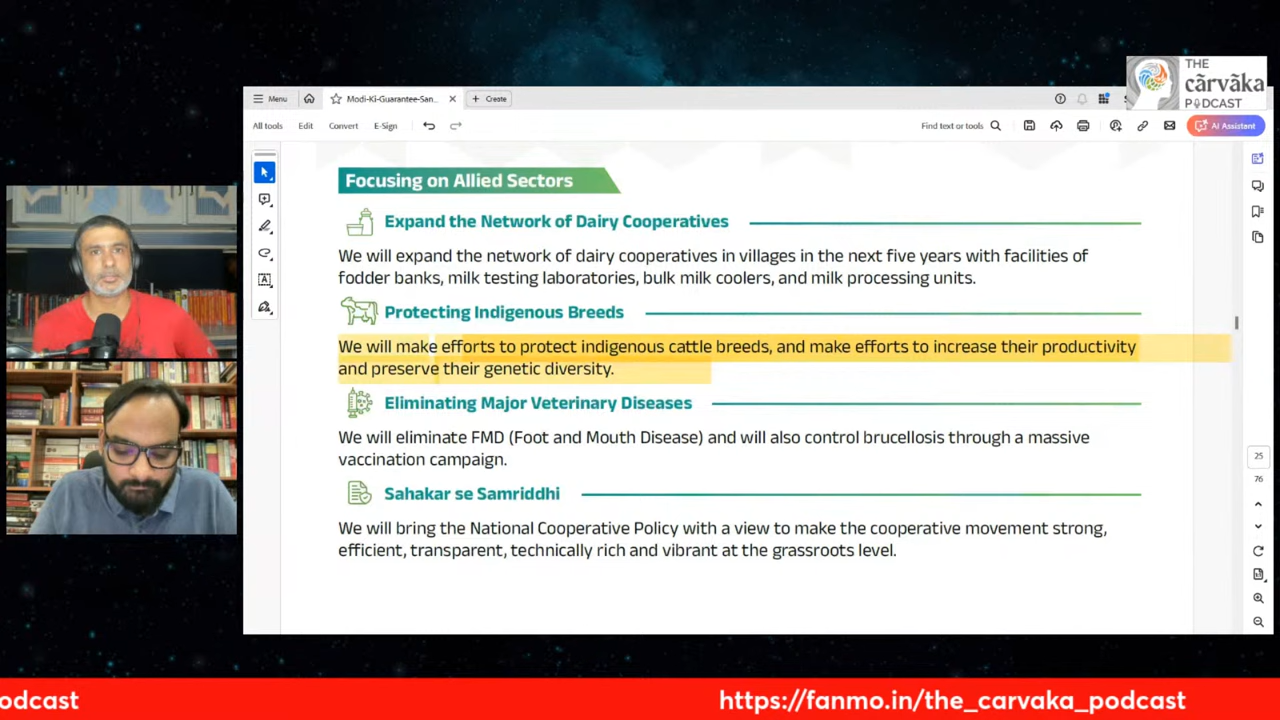 THE
cārvāka
PODCAST
Menu
Modi-Ki-Guarantee-San...
Create
AI Assistant
All tools
Edit
Convert
E-Sign
Find text or tools
Focusing on Allied Sectors
Expand the Network of Dairy Cooperatives
We will expand the network of dairy cooperatives in villages in the next five years with facilities of
fodder banks, milk testing laboratories, bulk milk coolers, and milk processing units.
Protecting Indigenous Breeds
We will make efforts to protect indigenous cattle breeds, and make efforts to increase their productivity
and preserve their genetic diversity.
Eliminating Major Veterinary Diseases
We will eliminate FMD (Foot and Mouth Disease) and will also control brucellosis through a massive
vaccination campaign.
Sahakar se Samriddhi
We will bring the National Cooperative Policy with a view to make the cooperative movement strong,
efficient, transparent, technically rich and vibrant at the grassroots level.
25
76
odcast
https://fanmo.in/the_carvaka_podcast